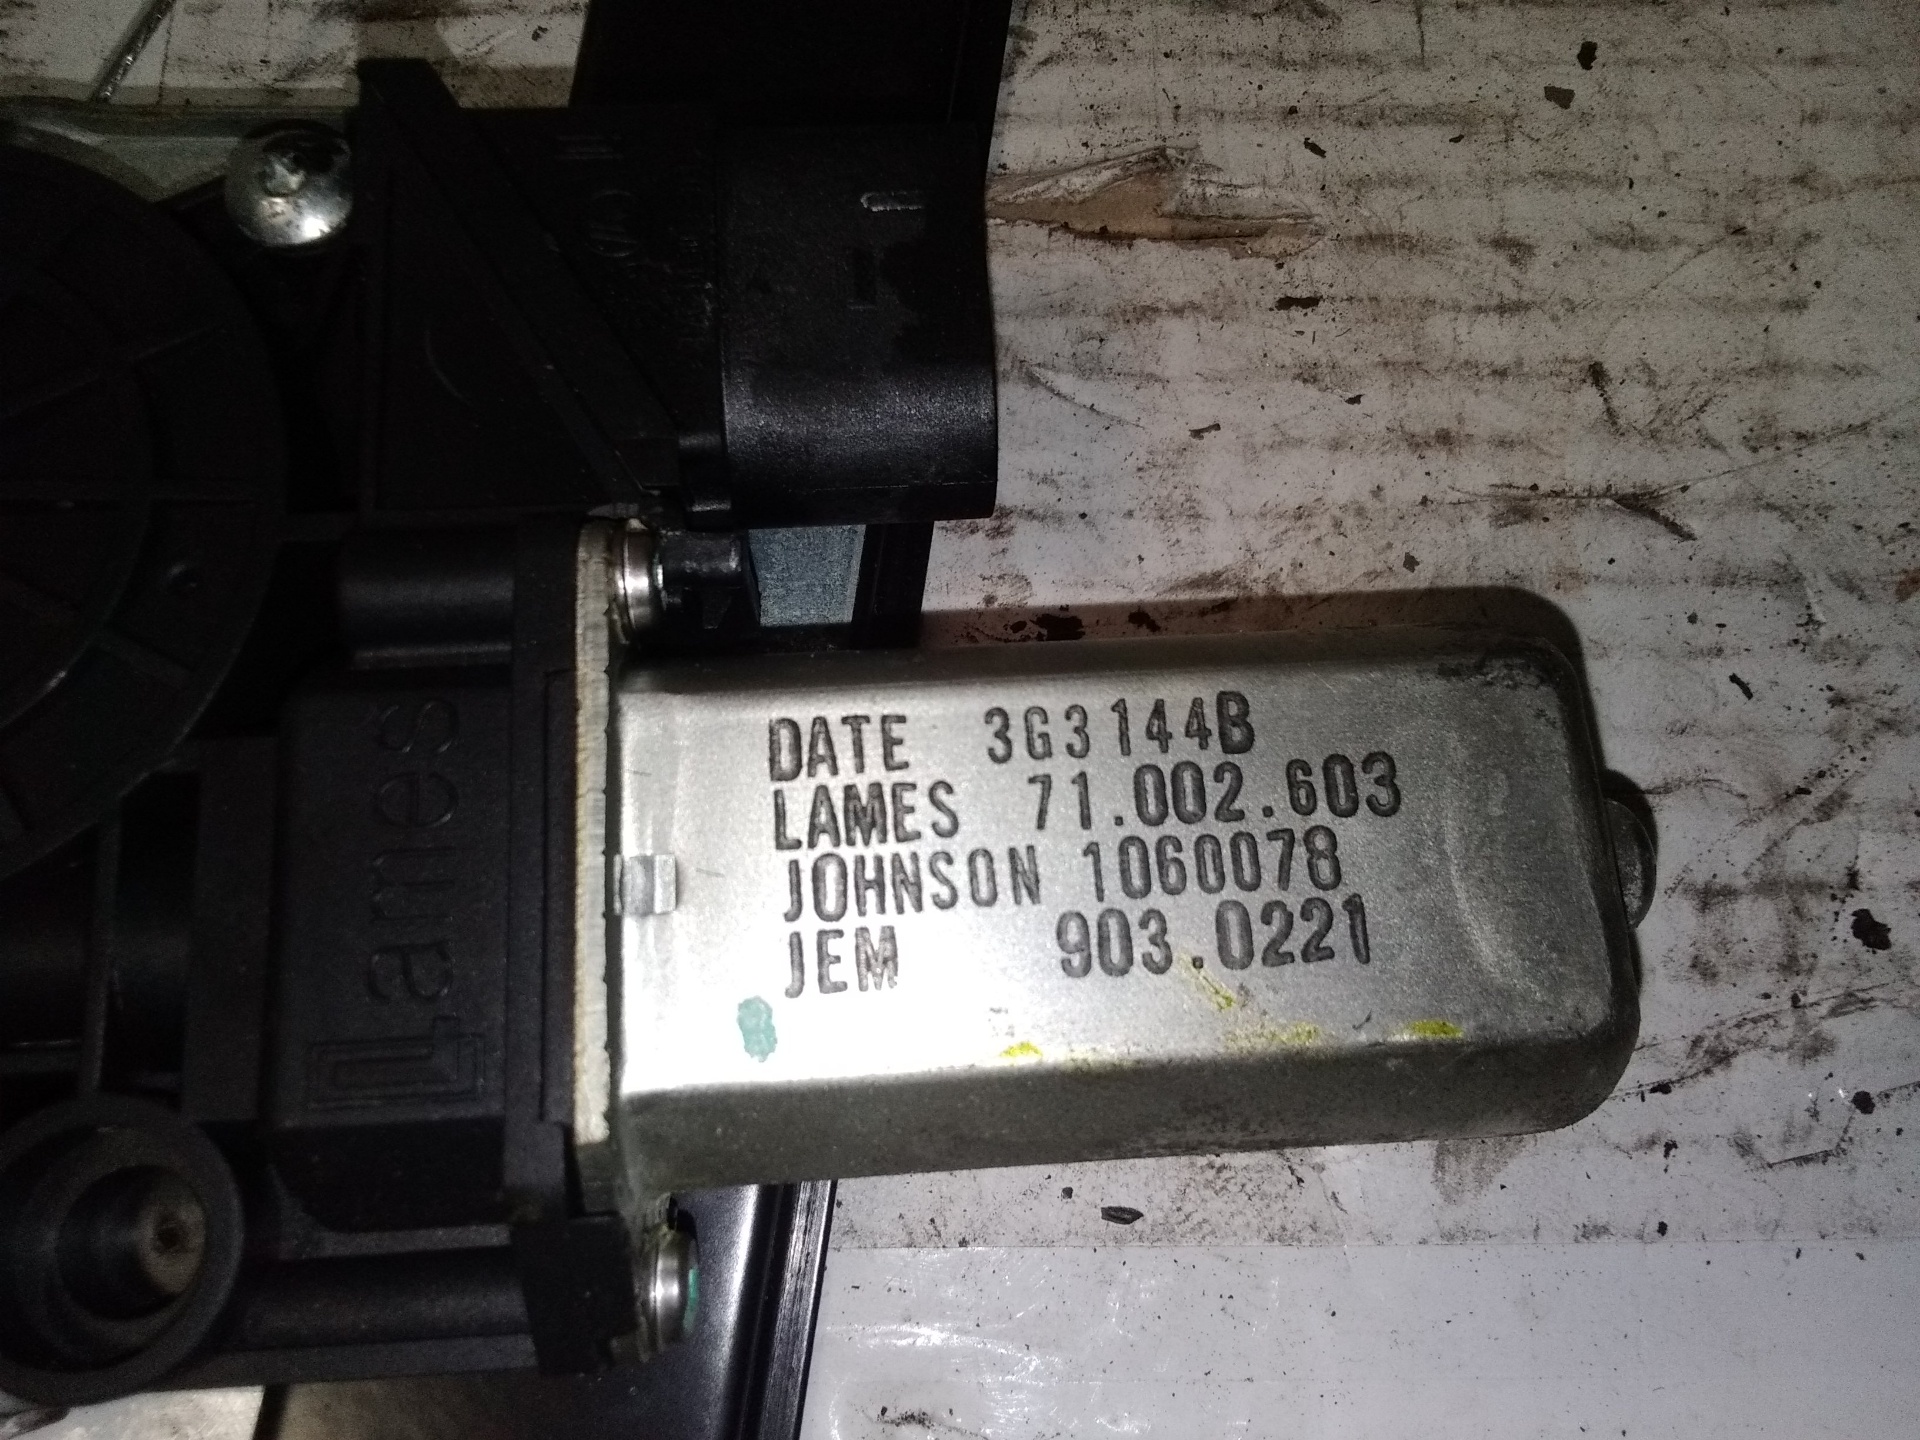 DATE 3G3144B
LAMES 71.002.603
JOHNSON 1060078
JEM 903.0221
Lames